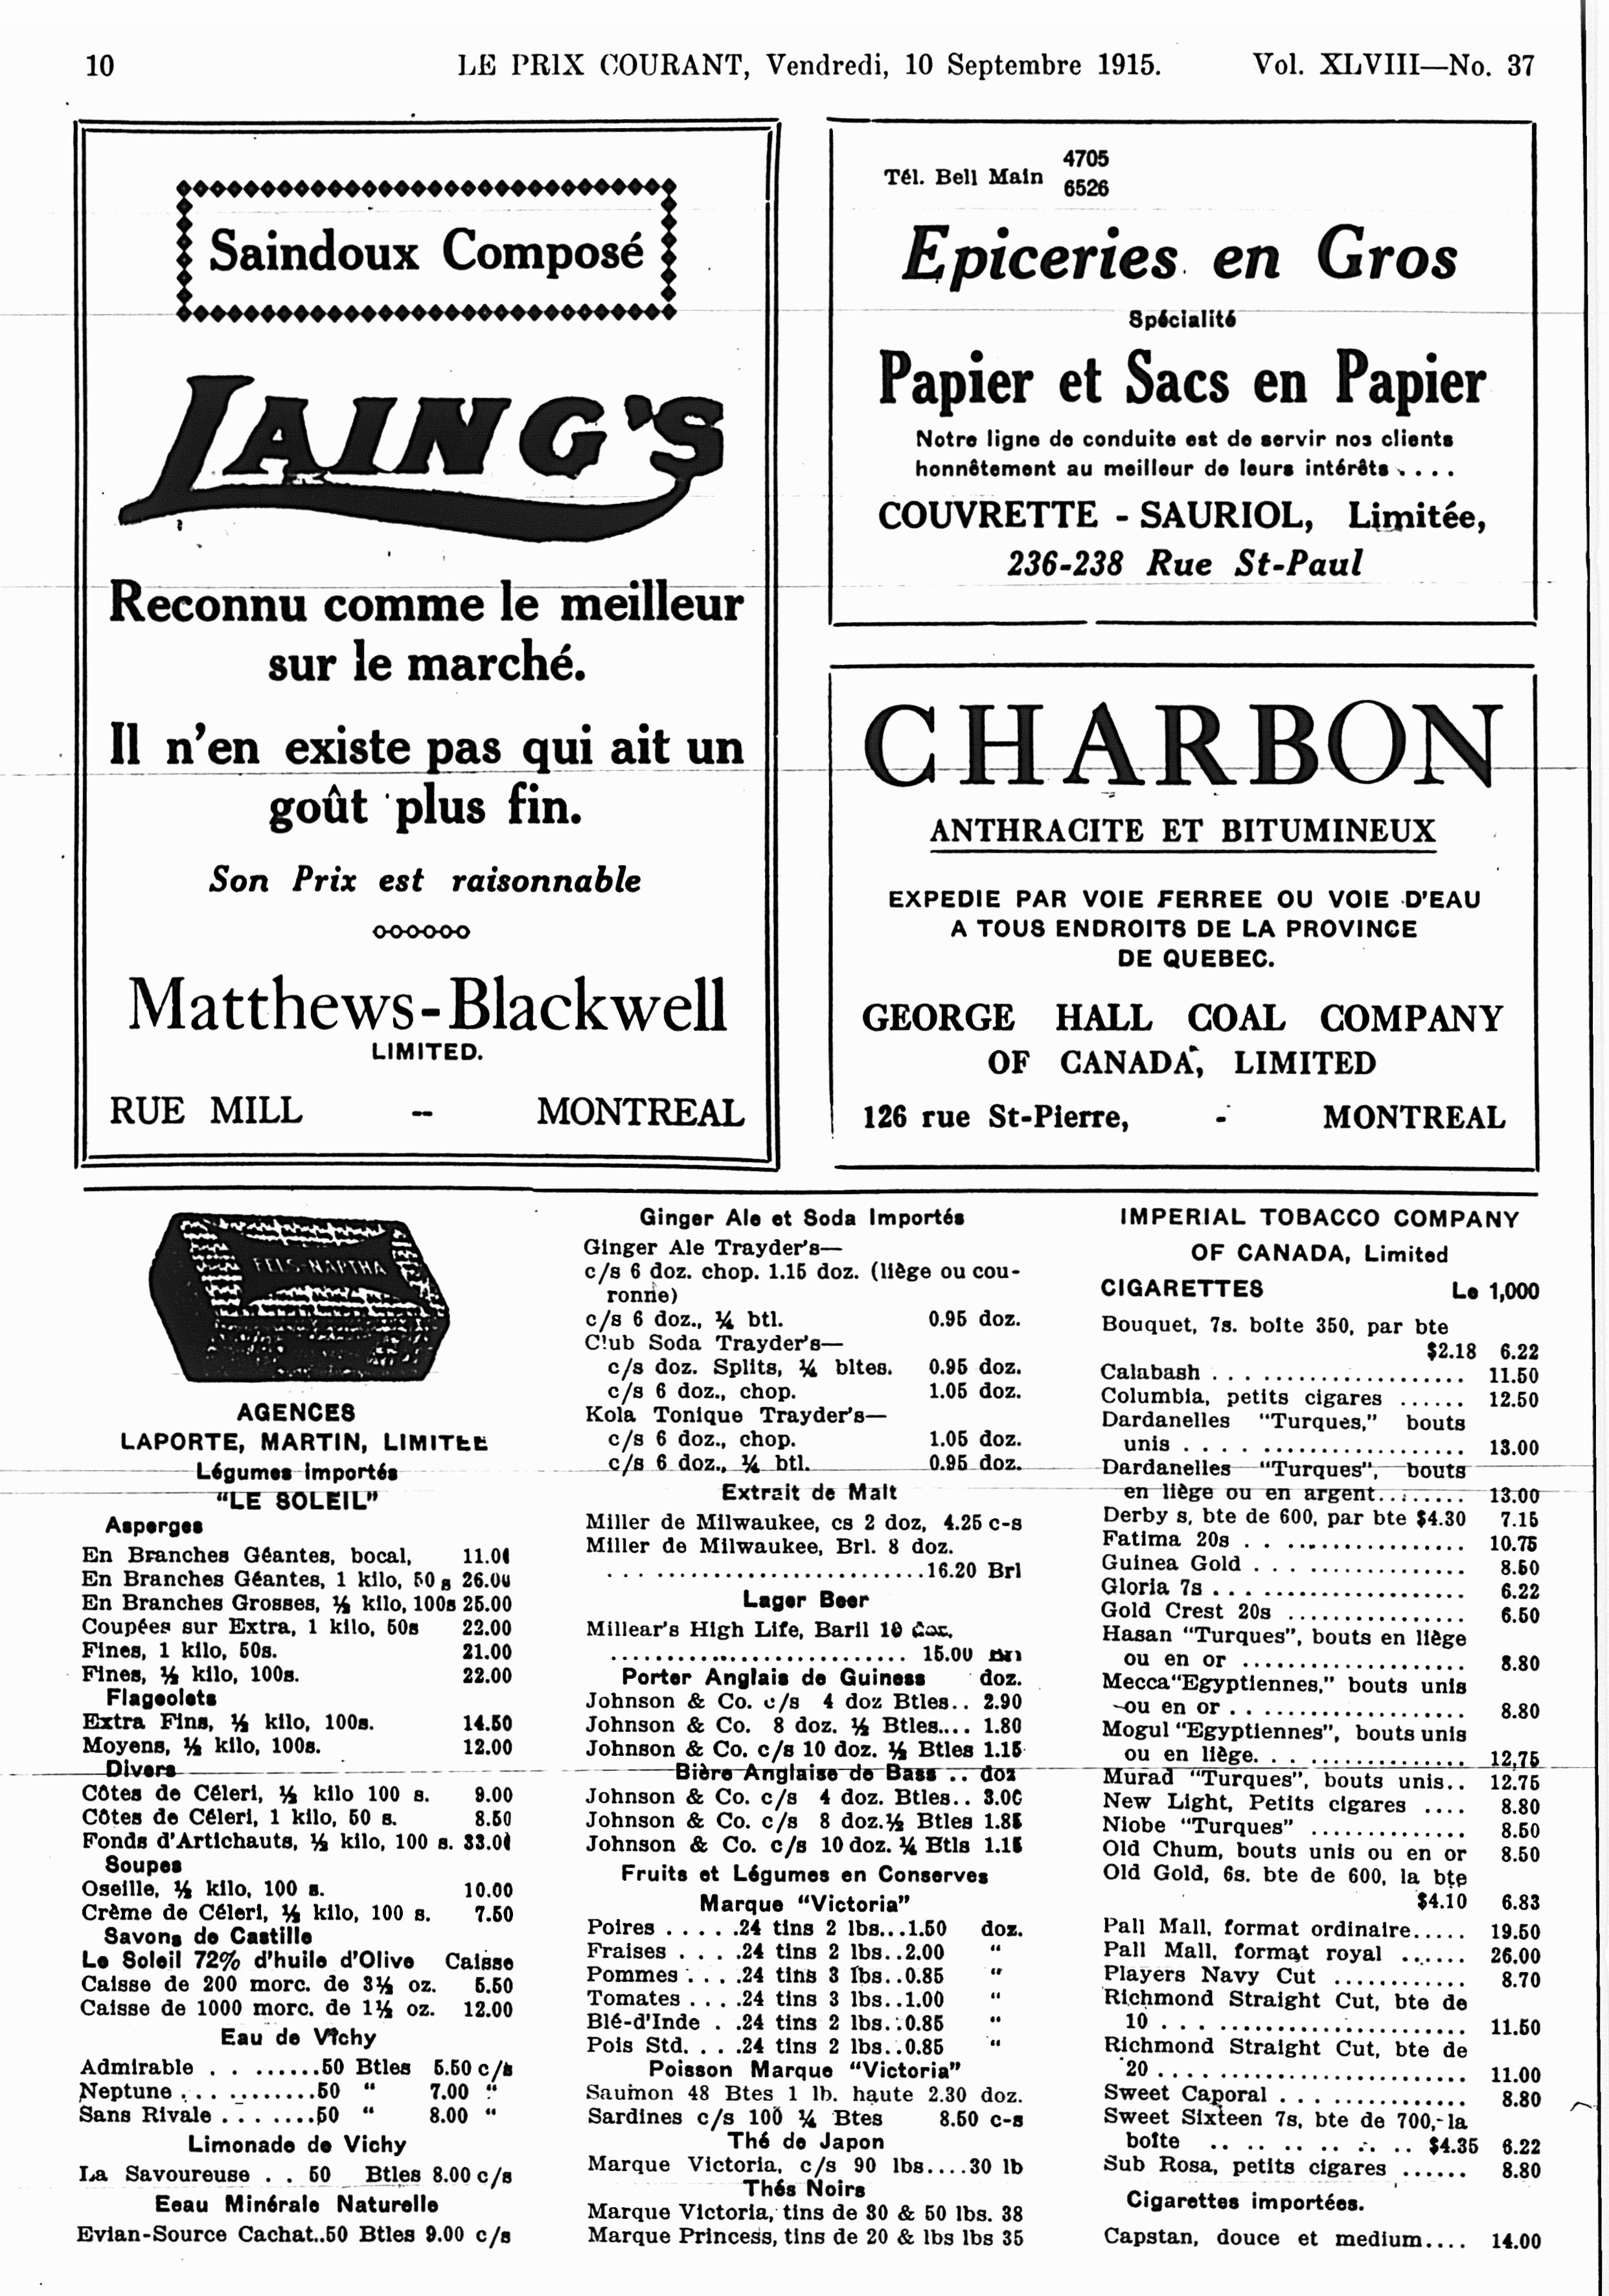 10
LE PRIX COURANT, Vendredi, 10 Septembre 1915.
Vol. XLVIII—No. 37
Saindoux Composé
LAING'S
Reconnu comme le meilleur
sur le marché.
Il n'en existe pas qui ait un
goût plus fin.
Son Prix est raisonnable
Matthews-Blackwell
LIMITED.
RUE MILL -- MONTREAL
Tél. Bell Main 4705
6526
Epiceries en Gros
Spécialité
Papier et Sacs en Papier
Notre ligne de conduite est de servir nos clients
honnêtement au meilleur de leurs intérêts....
COUVRETTE - SAURIOL, Limitée,
236-238 Rue St-Paul
CHARBON
ANTHRACITE ET BITUMINEUX
EXPEDIE PAR VOIE FERREE OU VOIE D'EAU
A TOUS ENDROITS DE LA PROVINCE
DE QUEBEC.
GEORGE HALL COAL COMPANY
OF CANADA, LIMITED
126 rue St-Pierre, - MONTREAL
FELS-NAPTHA
AGENCES
LAPORTE, MARTIN, LIMITEE
Légumes importés
"LE SOLEIL"
Asperges
En Branches Géantes, bocal, 11.00
En Branches Géantes, 1 kilo, 50 s 26.00
En Branches Grosses, ½ kilo, 100s 25.00
Coupées sur Extra, 1 kilo, 50s 22.00
Fines, 1 kilo, 50s. 21.00
Fines, ½ kilo, 100s. 22.00
Flageolets
Extra Fins, ½ kilo, 100s. 14.50
Moyens, ½ kilo, 100s. 12.00
Divers
Côtes de Céleri, ½ kilo 100 s. 9.00
Côtes de Céleri, 1 kilo, 50 s. 8.50
Fonds d'Artichauts, ½ kilo, 100 s. 33.00
Soupes
Oseille, ½ kilo, 100 s. 10.00
Crème de Céleri, ½ kilo, 100 s. 7.50
Savons de Castille
Le Soleil 72% d'huile d'Olive Caisse
Caisse de 200 morc. de 3½ oz. 5.50
Caisse de 1000 morc. de 1½ oz. 12.00
Eau de Vichy
Admirable . . .......50 Btles 5.50 c/s
Neptune ... .........50 " 7.00 "
Sans Rivale ... .....50 " 8.00 "
Limonade de Vichy
La Savoureuse . . 50 Btles 8.00 c/s
Eeau Minérale Naturelle
Evian-Source Cachat..50 Btles 9.00 c/s
Ginger Ale et Soda Importés
Ginger Ale Trayder's—
c/s 6 doz. chop. 1.15 doz. (liège ou cou-
ronne)
c/s 6 doz., ¼ btl. 0.95 doz.
Club Soda Trayder's—
c/s doz. Splits, ¼ bltes. 0.95 doz.
c/s 6 doz., chop. 1.05 doz.
Kola Tonique Trayder's—
c/s 6 doz., chop. 1.05 doz.
c/s 6 doz., ¼ btl. 0.95 doz.
Extrait de Malt
Miller de Milwaukee, cs 2 doz, 4.25 c-s
Miller de Milwaukee, Brl. 8 doz.
...........................16.20 Brl
Lager Beer
Millear's High Life, Baril 10
........................... 15.00
Porter Anglais de Guiness doz.
Johnson & Co. c/s 4 doz Btles.. 2.90
Johnson & Co. 8 doz. ½ Btles.... 1.80
Johnson & Co. c/s 10 doz. ½ Btles 1.15
Bière Anglaise de Bass .. doz
Johnson & Co. c/s 4 doz. Btles.. 3.00
Johnson & Co. c/s 8 doz.½ Btles 1.85
Johnson & Co. c/s 10 doz. ¼ Btls 1.15
Fruits et Légumes en Conserves
Marque "Victoria"
Poires . . . . .24 tins 2 lbs...1.50 doz.
Fraises . . . .24 tins 2 lbs..2.00 "
Pommes . . . .24 tins 3 lbs..0.85 "
Tomates . . . .24 tins 3 lbs..1.00 "
Blé-d'Inde . .24 tins 2 lbs..0.85 "
Pois Std. . . .24 tins 2 lbs..0.85 "
Poisson Marque "Victoria"
Saumon 48 Btes 1 lb. haute 2.30 doz.
Sardines c/s 100 ¼ Btes 8.50 c-s
Thé de Japon
Marque Victoria, c/s 90 lbs....30 lb
Thés Noirs
Marque Victoria, tins de 30 & 50 lbs. 38
Marque Princess, tins de 20 & lbs lbs 35
IMPERIAL TOBACCO COMPANY
OF CANADA, Limited
CIGARETTES Le 1,000
Bouquet, 7s. boîte 350, par bte
$2.18 6.22
Calabash .................... 11.50
Columbia, petits cigares ...... 12.50
Dardanelles "Turques," bouts
unis ..................... 13.00
Dardanelles "Turques", bouts
en liège ou en argent......... 13.00
Derby s, bte de 600, par bte $4.30 7.15
Fatima 20s .................. 10.75
Guinea Gold .................. 8.50
Gloria 7s .................... 6.22
Gold Crest 20s ................ 6.50
Hasan "Turques", bouts en liège
ou en or .................... 8.80
Mecca"Egyptiennes," bouts unis
ou en or .................... 8.80
Mogul "Egyptiennes", bouts unis
ou en liège. ................. 12.75
Murad "Turques", bouts unis.. 12.75
New Light, Petits cigares .... 8.80
Niobe "Turques" .............. 8.50
Old Chum, bouts unis ou en or 8.50
Old Gold, 6s. bte de 600, la bte
$4.10 6.83
Pall Mall, format ordinaire..... 19.50
Pall Mall, format royal ...... 26.00
Players Navy Cut ............ 8.70
Richmond Straight Cut, bte de
10 ......................... 11.50
Richmond Straight Cut, bte de
20 ......................... 11.00
Sweet Caporal ................ 8.80
Sweet Sixteen 7s, bte de 700, la
boîte .. .. .. .. .. .. .. $4.35 6.22
Sub Rosa, petits cigares ...... 8.80
Cigarettes importées.
Capstan, douce et medium.... 14.00